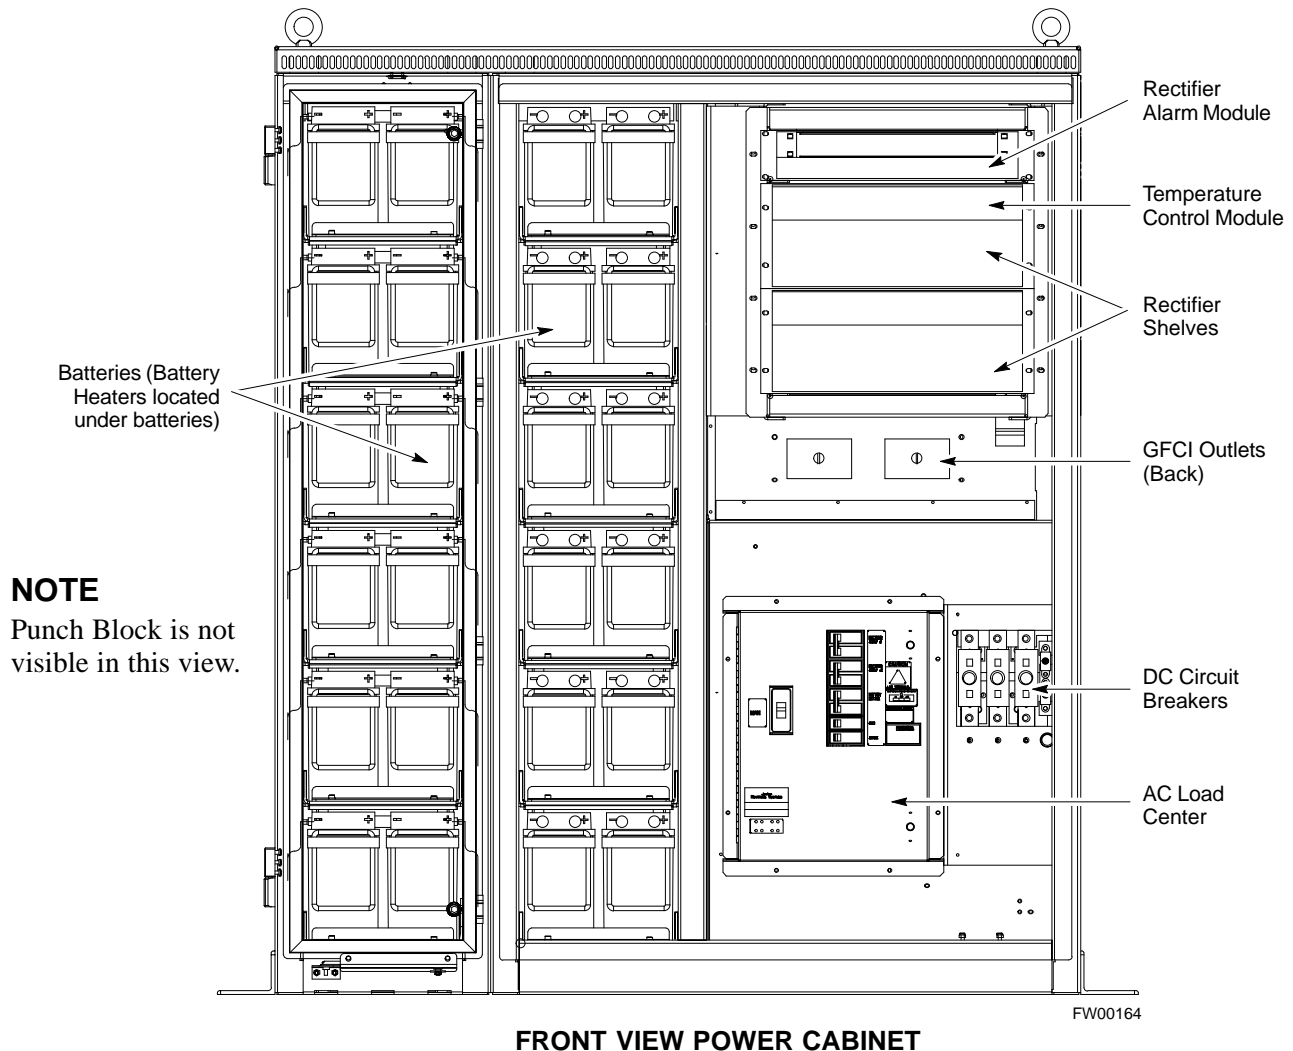 Rectifier
Alarm Module
Temperature
Control Module
Rectifier
Shelves
Batteries (Battery
Heaters located
under batteries)
GFCI Outlets
(Back)
NOTE
Punch Block is not
visible in this view.
DC Circuit
Breakers
AC Load
Center
FW00164
FRONT VIEW POWER CABINET